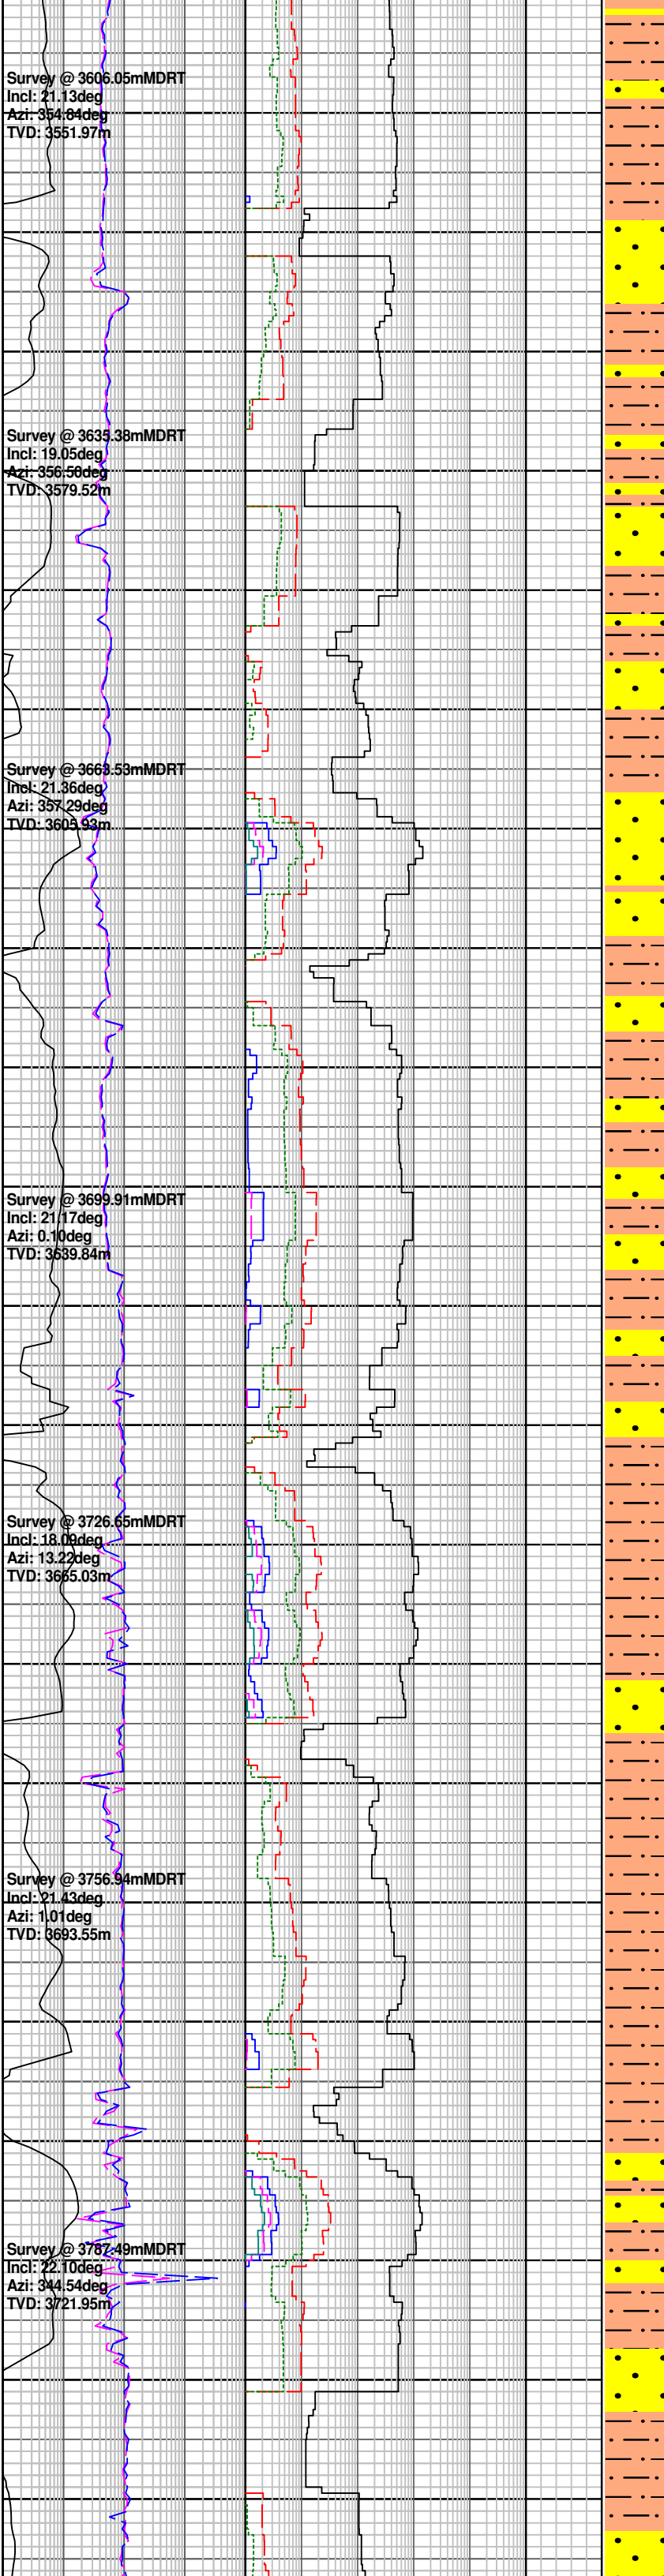 Survey @ 3606.05mMDRT
Incl: 21.13deg
Azi: 354.84deg
TVD: 3551.97m
Survey @ 3635.38mMDRT
Incl: 19.05deg
Azi: 356.50deg
TVD: 3579.52m
Survey @ 3663.53mMDRT
Incl: 21.36deg
Azi: 357.29deg
TVD: 3605.93m
Survey @ 3699.91mMDRT
Incl: 21.17deg
Azi: 0.10deg
TVD: 3639.84m
Survey @ 3726.65mMDRT
Incl: 18.09deg
Azi: 13.22deg
TVD: 3665.03m
Survey @ 3756.94mMDRT
Incl: 21.43deg
Azi: 1.01deg
TVD: 3693.55m
Survey @ 3787.49mMDRT
Incl: 22.10deg
Azi: 344.54deg
TVD: 3721.95m